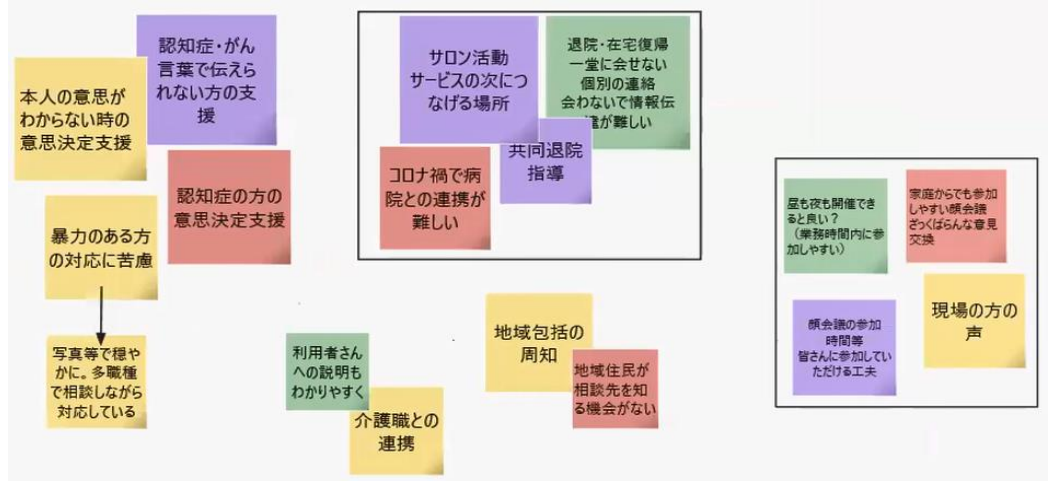 認知症・がん
言葉で伝えら
れない方の支
援
本人の意思が
わからない時の
意思決定支援
認知症の方の
意思決定支援
暴力のある方
の対応に苦慮
写真等で穏や
かに。多職種
で相談しながら
対応している
サロン活動
サービスの次につ
なげる場所
退院・在宅復帰
一堂に会せない
個別の連絡
会わないで情報伝
達が難しい
共同退院
指導
コロナ禍で病
院との連携が
難しい
利用者さん
への説明も
わかりやすく
介護職との
連携
地域包括の
周知
地域住民が
相談先を知
る機会がない
昼も夜も開催でき
ると良い?
(業務時間内に参
加しやすい)
家庭からでも参加
しやすい顔会議
ざっくばらんな意見
交換
顔会議の参加
時間等
皆さんに参加してい
ただける工夫
現場の方の
声